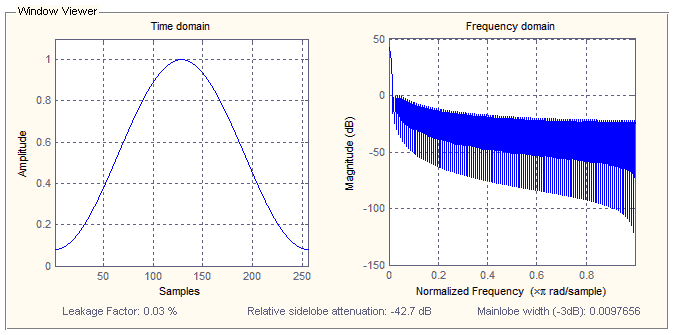 Window Viewer
Time domain
Amplitude
1
0.8
0.6
0.4
0.2
0
50
100
150
200
250
Samples
Frequency domain
Magnitude (dB)
50
0
-50
-100
-150
0
0.2
0.4
0.6
0.8
Normalized Frequency (×π rad/sample)
Leakage Factor: 0.03 %
Relative sidelobe attenuation: -42.7 dB
Mainlobe width (-3dB): 0.0097656